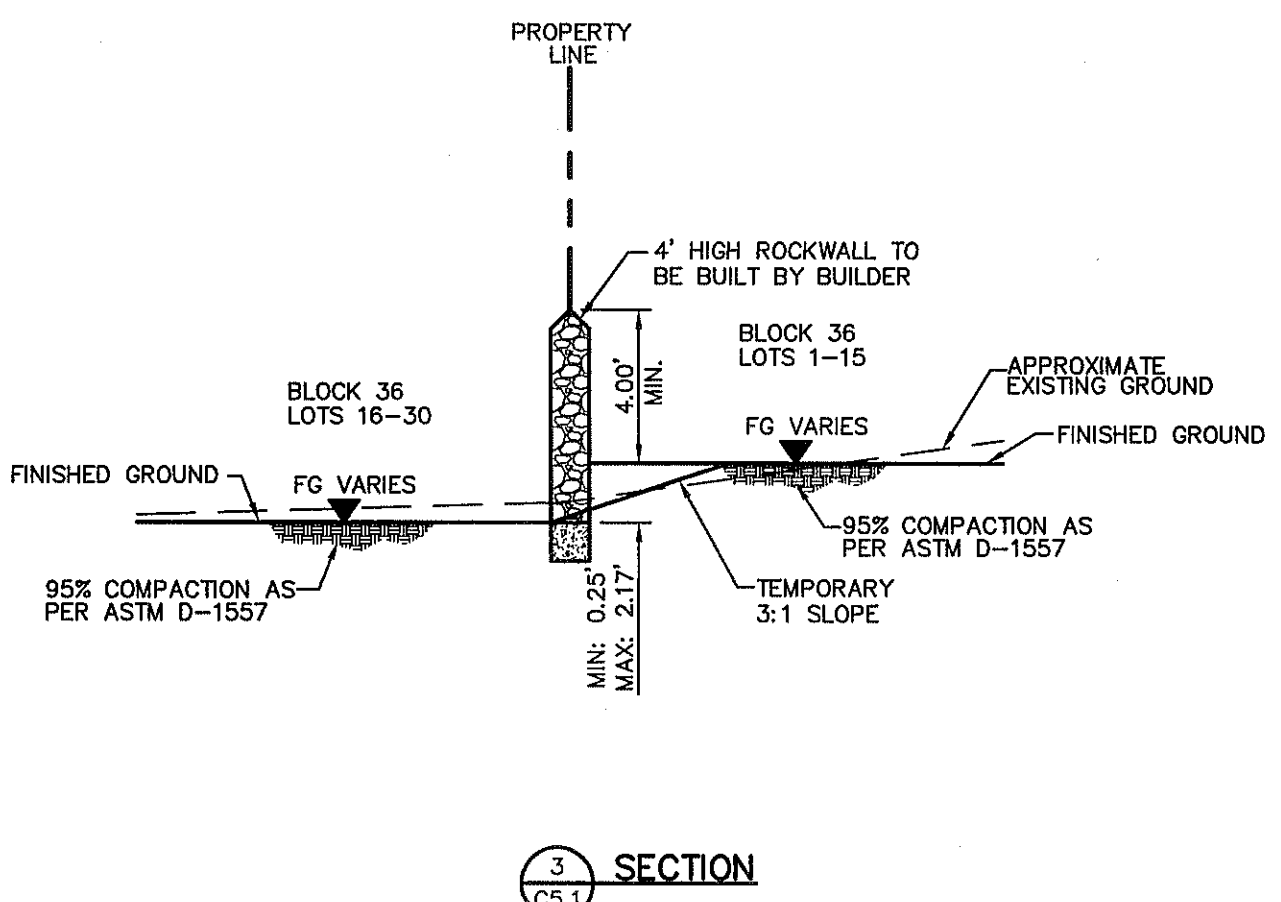 PROPERTY
LINE
4' HIGH ROCKWALL TO
BE BUILT BY BUILDER
4.00'
MIN.
BLOCK 36
LOTS 1-15
APPROXIMATE
EXISTING GROUND
BLOCK 36
LOTS 16-30
FG VARIES
FINISHED GROUND
FINISHED GROUND
FG VARIES
95% COMPACTION AS
PER ASTM D-1557
95% COMPACTION AS
PER ASTM D-1557
TEMPORARY
3:1 SLOPE
MIN: 0.25'
MAX: 2.17'
3
C5.1
SECTION